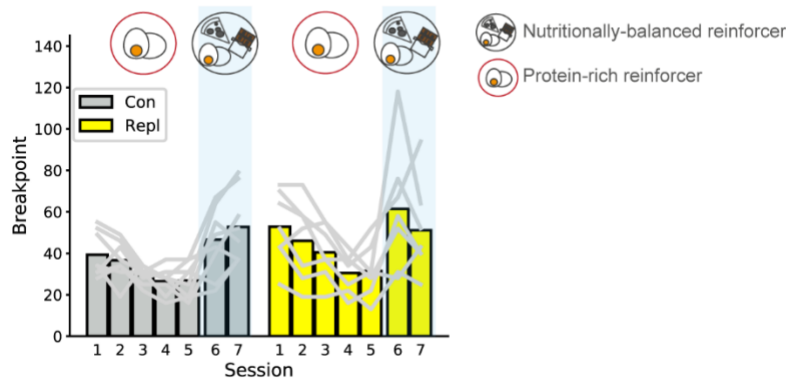 140
120
100
80
60
40
20
0
Breakpoint
Con
Repl
1 2 3 4 5 6 7 1 2 3 4 5 6 7
Session
Nutritionally-balanced reinforcer
Protein-rich reinforcer